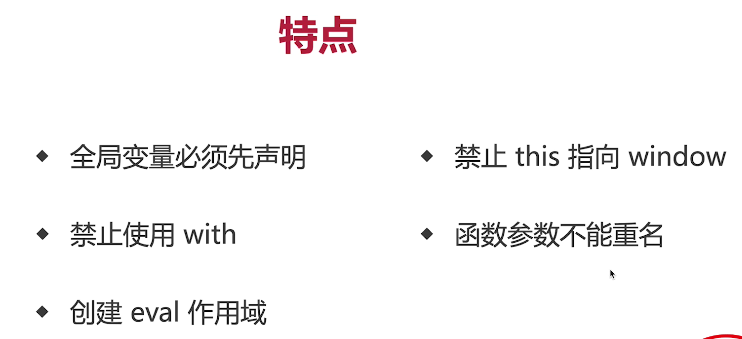 特点
◆ 全局变量必须先声明
◆ 禁止使用 with
◆ 创建 eval 作用域
◆ 禁止 this 指向 window
◆ 函数参数不能重名